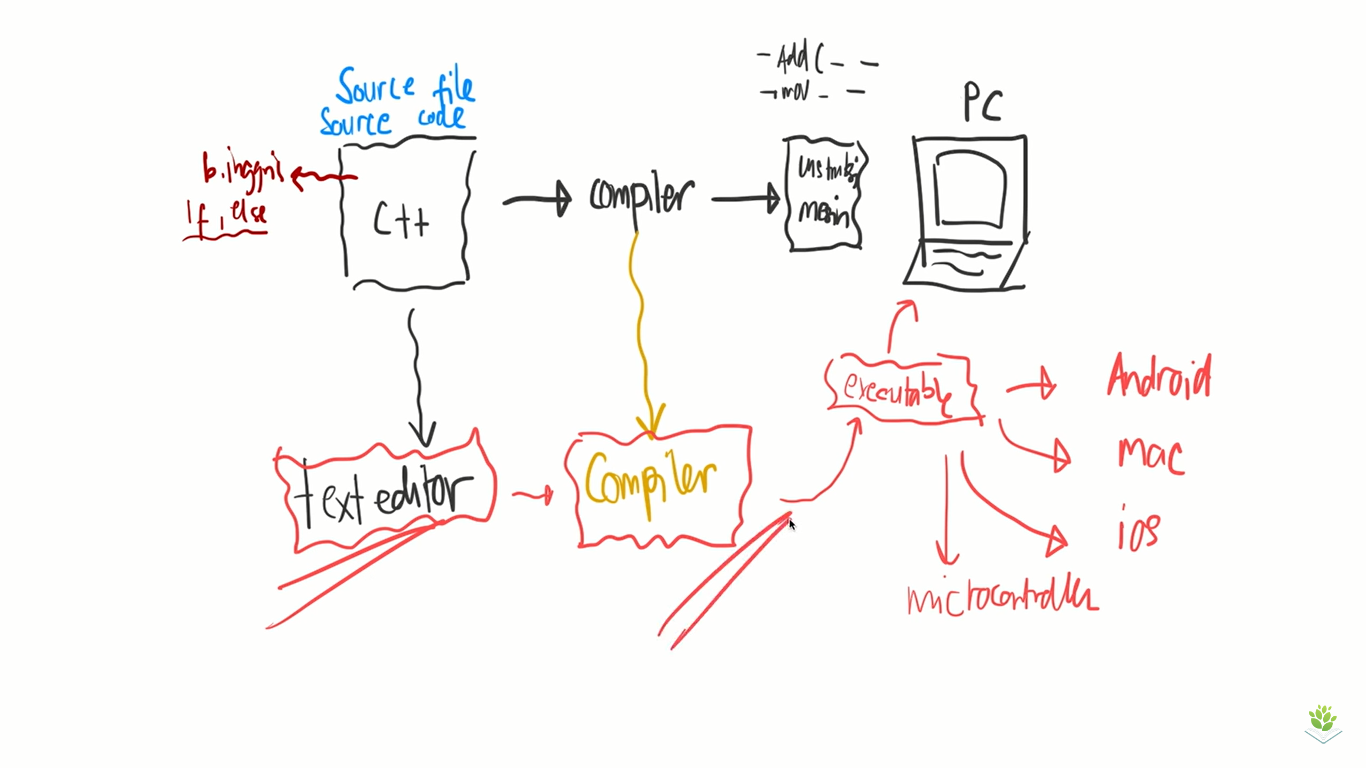 - Add ( - -
- mov - -
PC
Source file
Source code
b. inggris
If, else
C++
compiler
instruksi
mesin
executable
Android
mac
ios
microcontroller
text editor
Compiler